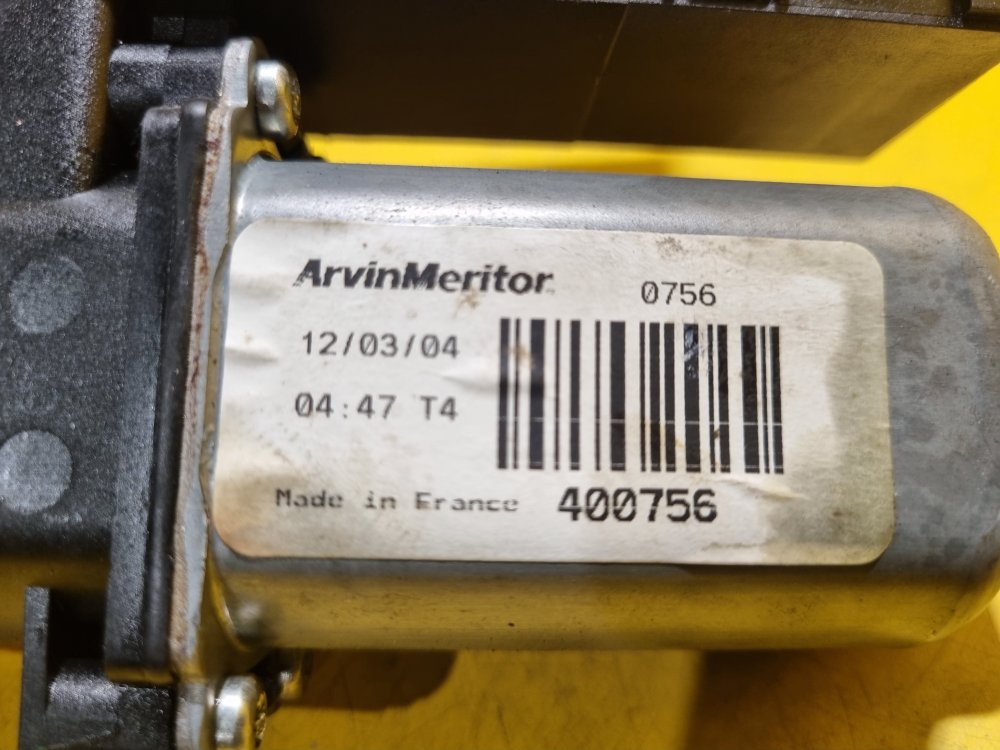 ArvinMeritor
0756
12/03/04
04:47 T4
Made in France
400756